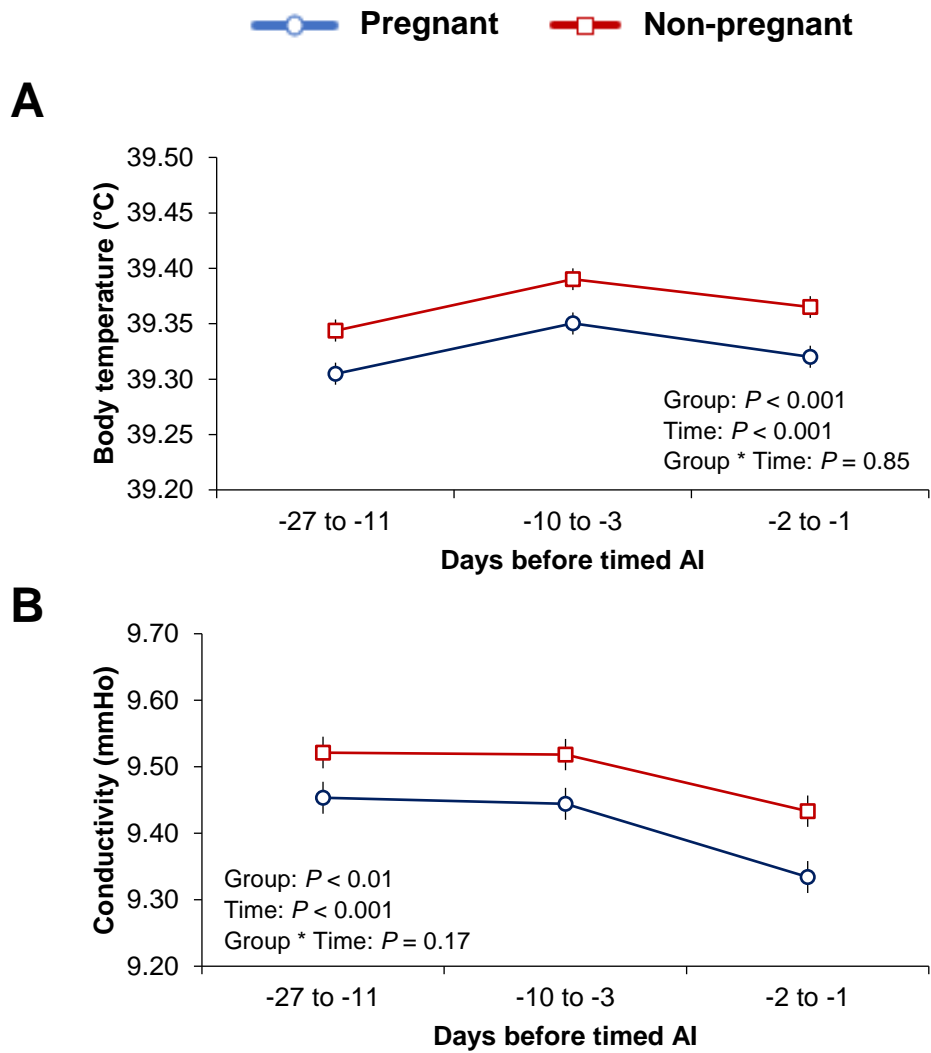 Pregnant Non-pregnant
A
39.50
39.45
39.40
39.35
39.30
39.25
39.20
Body temperature (°C)
Group: P < 0.001
Time: P < 0.001
Group * Time: P = 0.85
-27 to -11 -10 to -3 -2 to -1
Days before timed AI
B
9.70
9.60
9.50
9.40
9.30
9.20
Conductivity (mmHo)
Group: P < 0.01
Time: P < 0.001
Group * Time: P = 0.17
-27 to -11 -10 to -3 -2 to -1
Days before timed AI